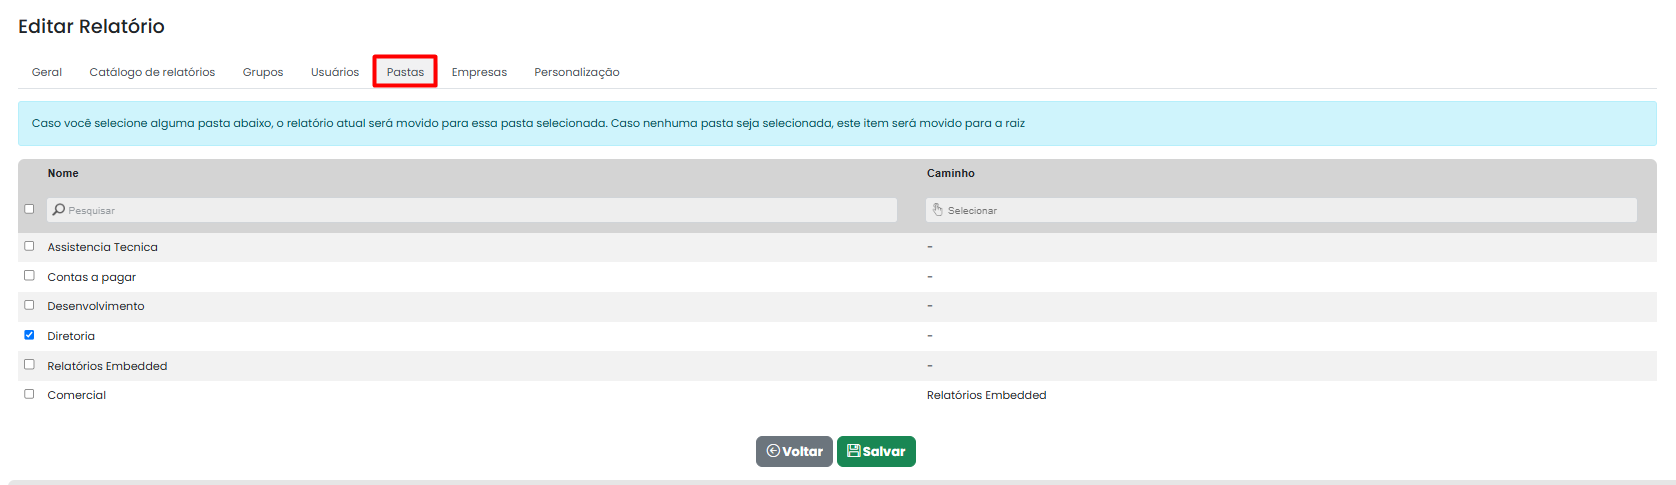 Editar Relatório
Geral Catálogo de relatórios Grupos Usuários Pastas Empresas Personalização
Caso você selecione alguma pasta abaixo, o relatório atual será movido para essa pasta selecionada. Caso nenhuma pasta seja selecionada, este item será movido para a raiz
Nome Caminho
Pesquisar Selecionar
Assistencia Tecnica -
Contas a pagar -
Desenvolvimento -
Diretoria -
Relatórios Embedded -
Comercial Relatórios Embedded
Voltar Salvar